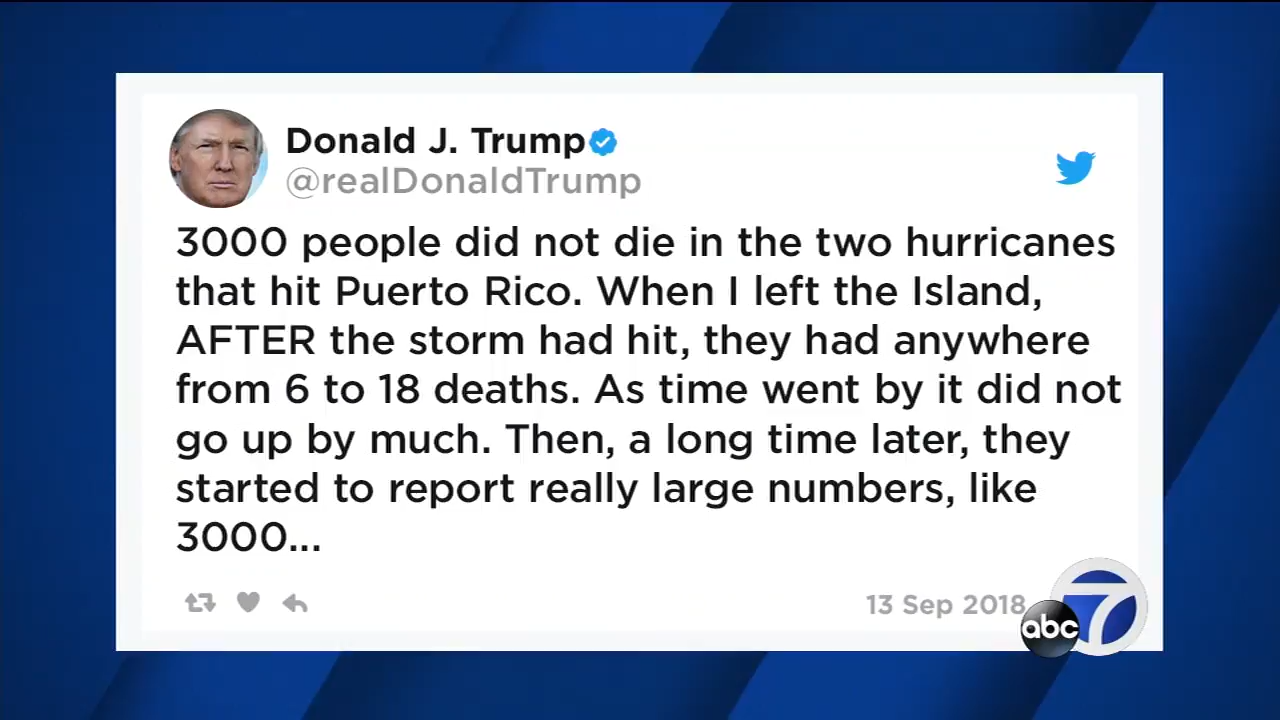 Donald J. Trump
@realDonaldTrump
3000 people did not die in the two hurricanes
that hit Puerto Rico. When I left the Island,
AFTER the storm had hit, they had anywhere
from 6 to 18 deaths. As time went by it did not
go up by much. Then, a long time later, they
started to report really large numbers, like
3000...
13 Sep 2018
abc 7